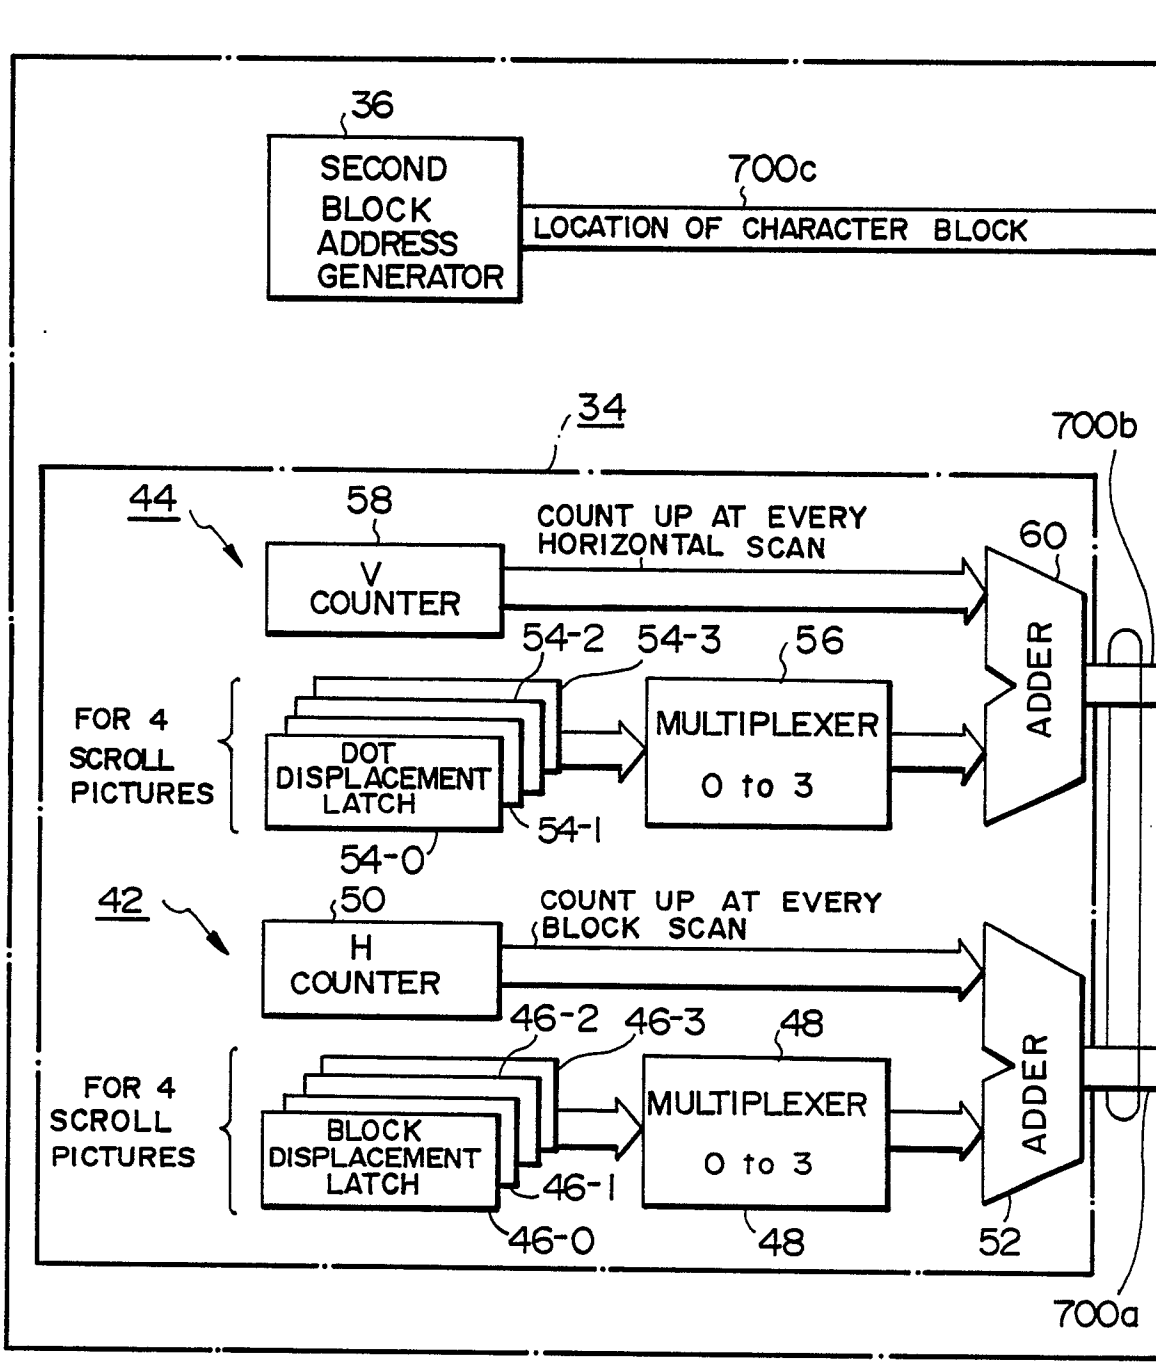 36
SECOND
BLOCK
ADDRESS
GENERATOR
700c
LOCATION OF CHARACTER BLOCK
34
700b
44
58
V
COUNTER
COUNT UP AT EVERY
HORIZONTAL SCAN
60
ADDER
54-2
54-3
56
FOR 4
SCROLL
PICTURES
DOT
DISPLACEMENT
LATCH
MULTIPLEXER
0 to 3
54-1
54-0
42
50
H
COUNTER
COUNT UP AT EVERY
BLOCK SCAN
46-2
46-3
48
ADDER
FOR 4
SCROLL
PICTURES
BLOCK
DISPLACEMENT
LATCH
MULTIPLEXER
0 to 3
46-1
46-0
48
52
700a